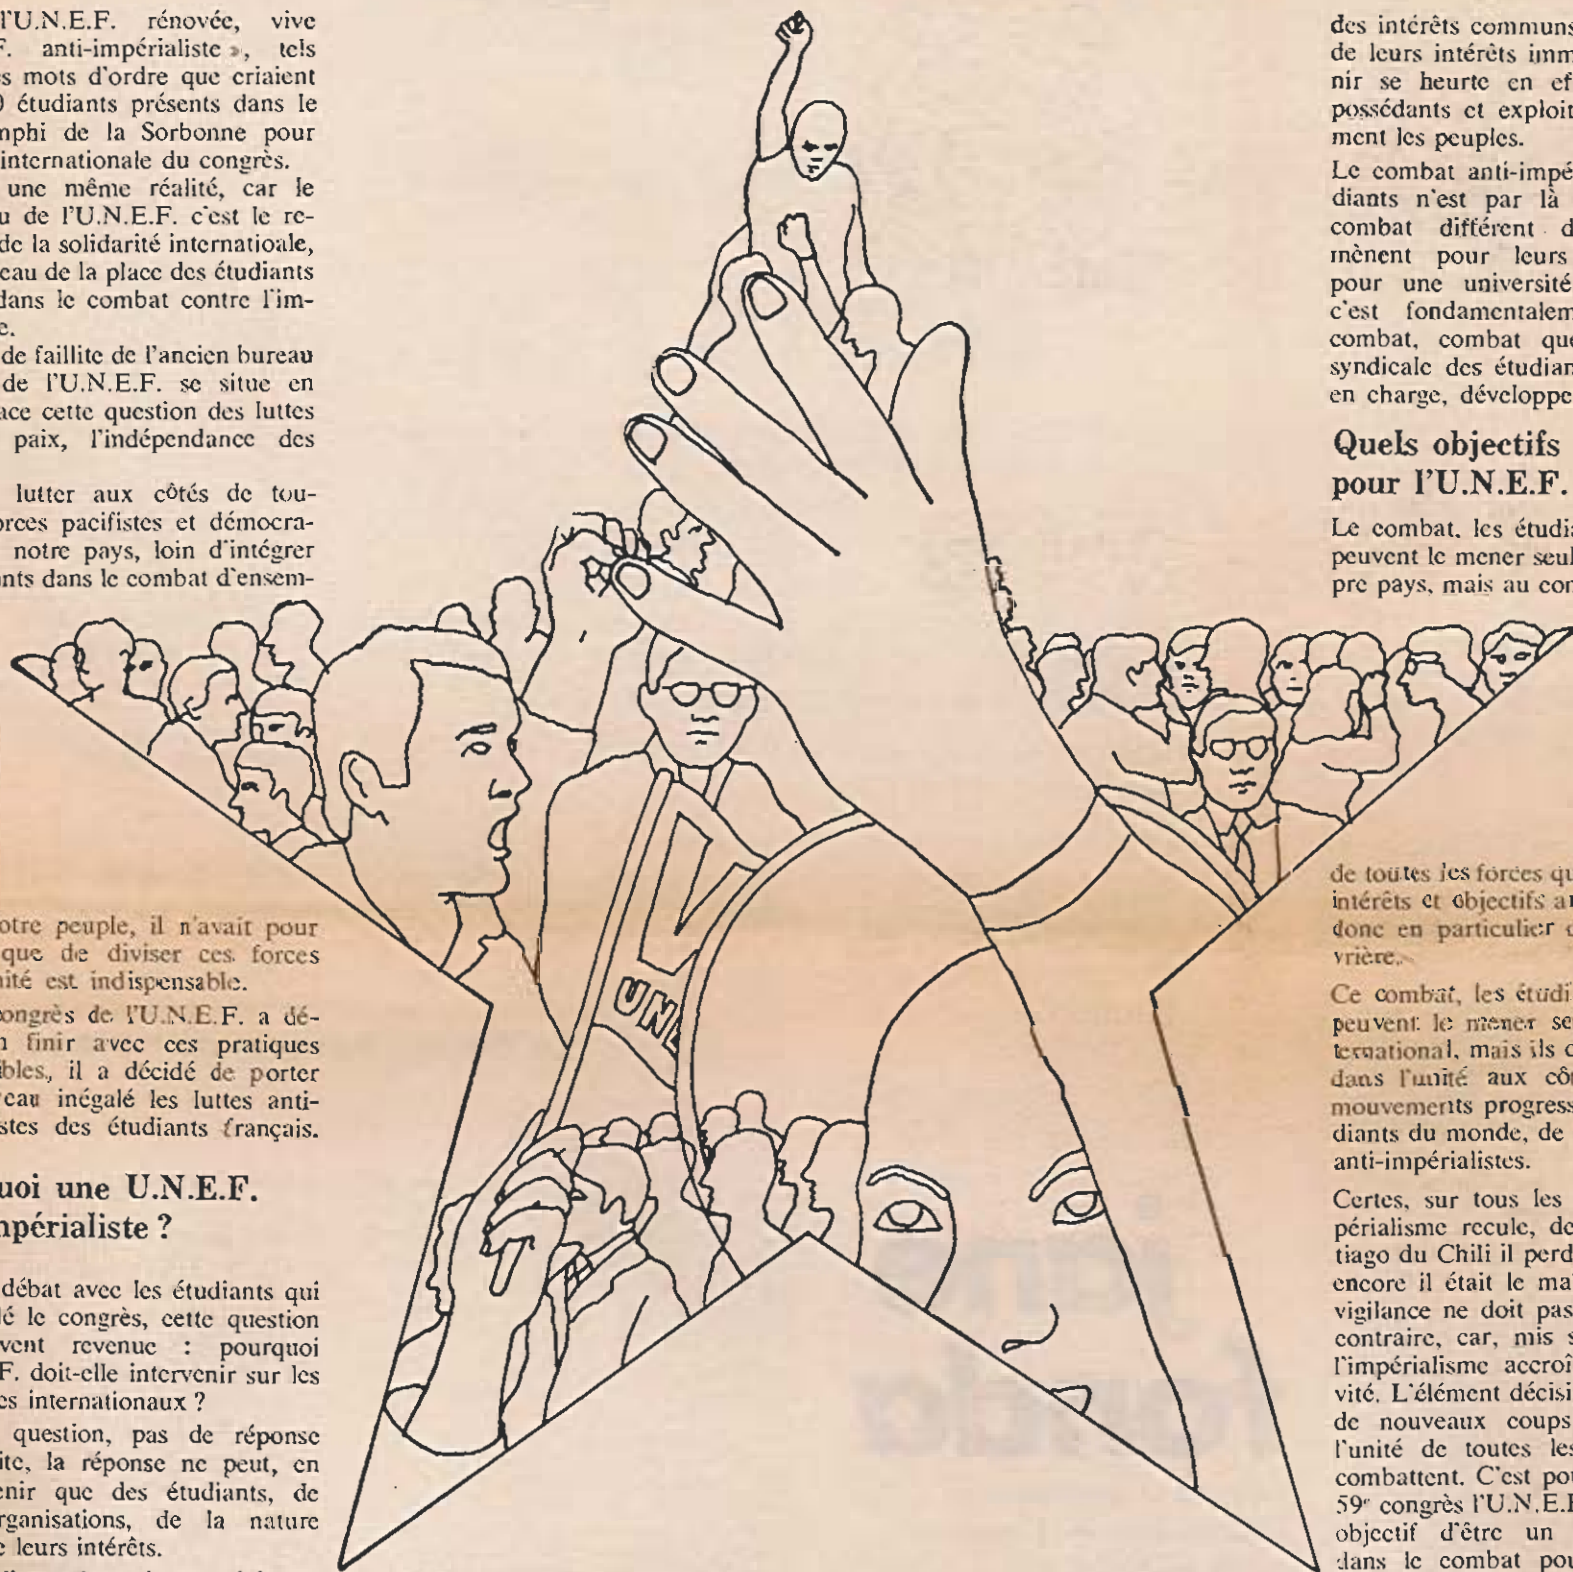 l'U.N.E.F. rénovée, vive
F. anti-impérialiste », tels
mots d'ordre que criaient
étudiants présents dans le
mphi de la Sorbonne pour
internationale du congrès.
une même réalité, car le
u de l'U.N.E.F. c'est le re-
de la solidarité internatioale,
eau de la place des étudiants
dans le combat contre l'im-
e.
de faillite de l'ancien bureau
de l'U.N.E.F. se situe en
ace cette question des luttes
paix, l'indépendance des
lutter aux côtés de tou-
orces pacifistes et démocra-
notre pays, loin d'intégrer
nts dans le combat d'ensem-
otre peuple, il n'avait pour
que de diviser ces forces
nité est indispensable.
ongrès de l'U.N.E.F. a dé-
n finir avec ces pratiques
ibles, il a décidé de porter
eau inégalé les luttes anti-
stes des étudiants français.
uoi une U.N.E.F.
npérialiste ?
débat avec les étudiants qui
lé le congrès, cette question
vent revenue : pourquoi
F. doit-elle intervenir sur les
es internationaux ?
question, pas de réponse
ite, la réponse ne peut, en
enir que des étudiants, de
rganisations, de la nature
e leurs intérêts.
UNE
des intérêts communs
de leurs intérêts imm
nir se heurte en ef
possédants et exploit
ment les peuples.
Le combat anti-impé
diants n'est par là
combat différent d
mènent pour leurs
pour une université
c'est fondamentalem
combat, combat que
syndicale des étudian
en charge, développe
Quels objectifs
pour l'U.N.E.F.
Le combat, les étudia
peuvent le mener seul
pre pays, mais au con
de toutes les forces qu
intérêts et objectifs an
donc en particulier c
vrière.
Ce combat, les étudi
peuvent le mener se
ternational, mais ils c
dans l'unité aux cô
mouvements progress
diants du monde, de
anti-impérialistes.
Certes, sur tous les
périalisme recule, de
tiago du Chili il perd
encore il était le ma
vigilance ne doit pas
contraire, car, mis s
l'impérialisme accroî
vité. L'élément décisi
de nouveaux coups
l'unité de toutes les
combattent. C'est pou
59e congrès l'U.N.E.F
objectif d'être un
dans le combat pou